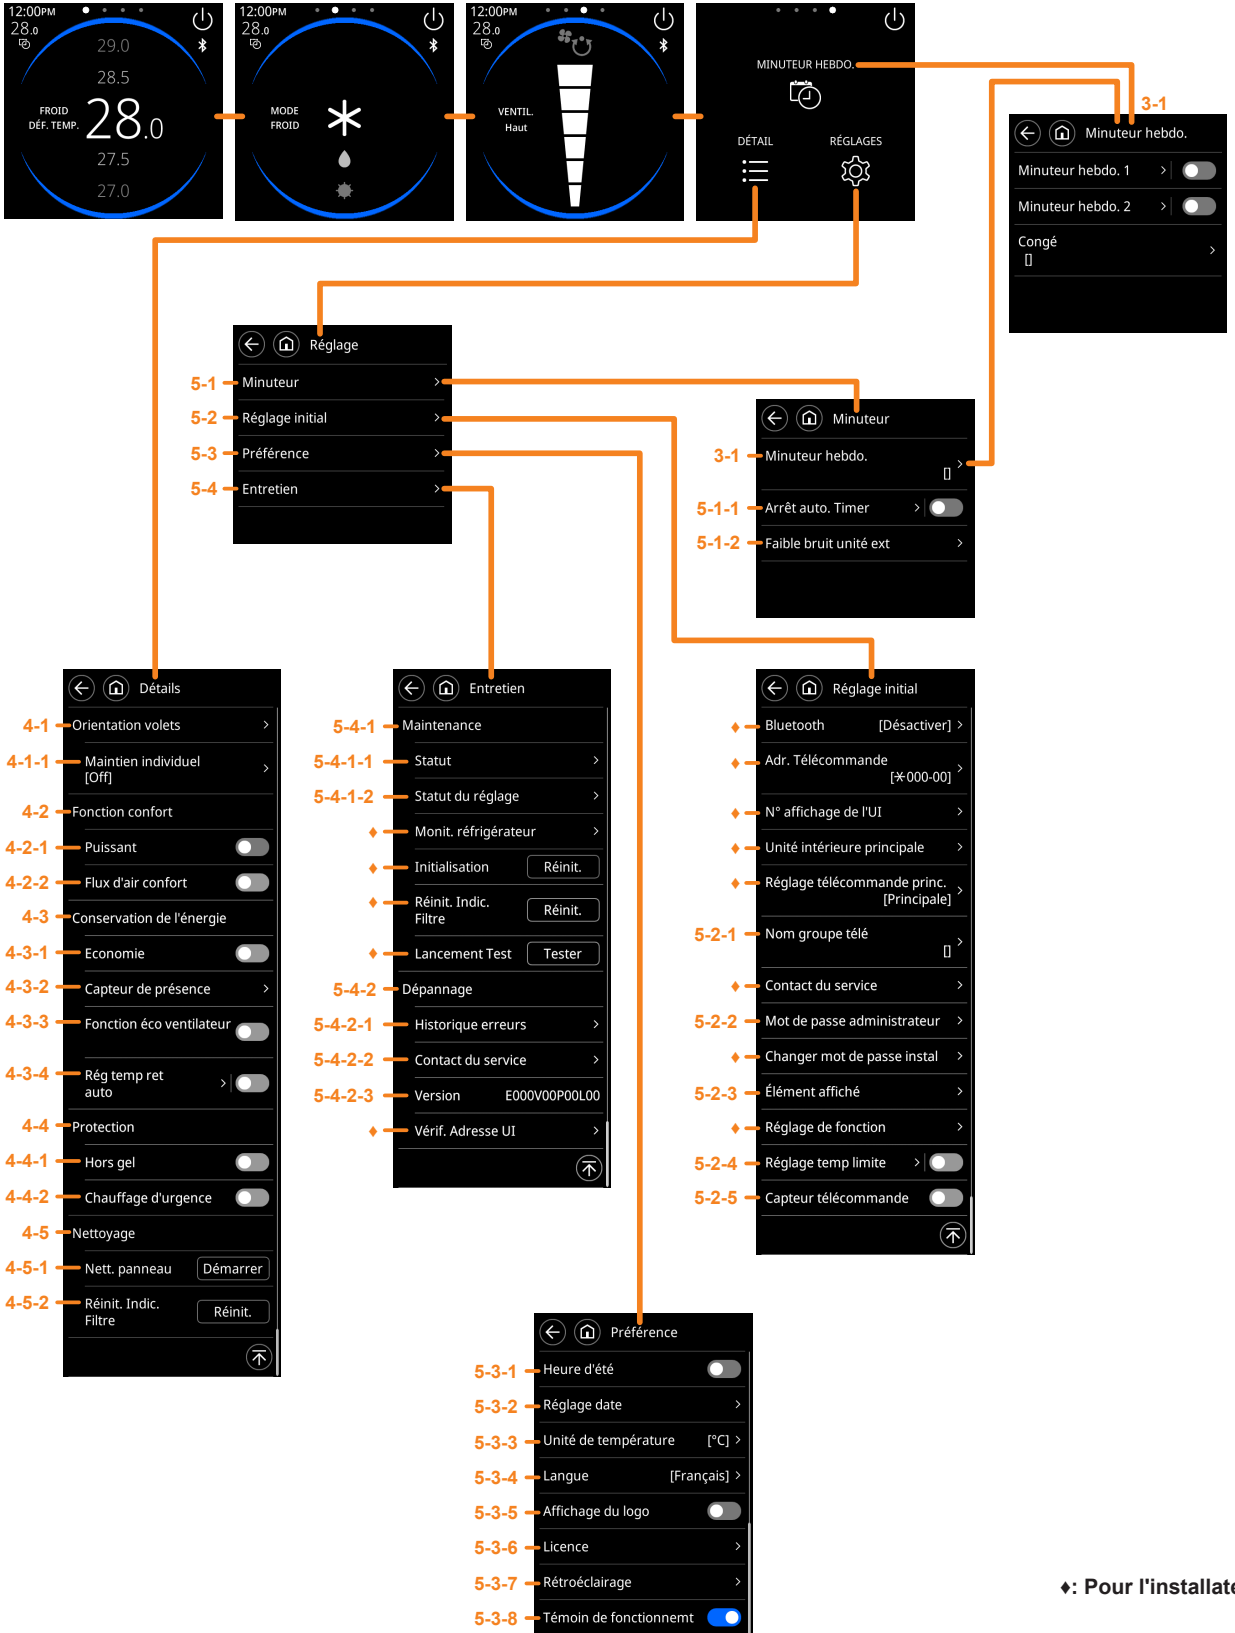 12:00PM
28.0
29.0
28.5
FROID
DÉF. TEMP.
28.0
27.5
27.0
12:00PM
28.0
MODE
FROID
12:00PM
28.0
VENTIL.
Haut
MINUTEUR HEBDO.
DÉTAIL
RÉGLAGES
3-1
Minuteur hebdo.
Minuteur hebdo. 1
Minuteur hebdo. 2
Congé
[]
Réglage
5-1 Minuteur
5-2 Réglage initial
5-3 Préférence
5-4 Entretien
Minuteur
3-1 Minuteur hebdo.
[]
5-1-1 Arrêt auto. Timer
5-1-2 Faible bruit unité ext
Détails
4-1 Orientation volets
4-1-1 Maintien individuel
[Off]
4-2 Fonction confort
4-2-1 Puissant
4-2-2 Flux d'air confort
4-3 Conservation de l'énergie
4-3-1 Economie
4-3-2 Capteur de présence
4-3-3 Fonction éco ventilateur
4-3-4 Rég temp ret
auto
4-4 Protection
4-4-1 Hors gel
4-4-2 Chauffage d'urgence
4-5 Nettoyage
4-5-1 Nett. panneau Démarrer
4-5-2 Réinit. Indic.
Filtre Réinit.
Entretien
5-4-1 Maintenance
5-4-1-1 Statut
5-4-1-2 Statut du réglage
♦ Monit. réfrigérateur
♦ Initialisation Réinit.
♦ Réinit. Indic.
Filtre Réinit.
♦ Lancement Test Tester
5-4-2 Dépannage
5-4-2-1 Historique erreurs
5-4-2-2 Contact du service
5-4-2-3 Version E000V00P00L00
♦ Vérif. Adresse UI
Réglage initial
♦ Bluetooth [Désactiver]
♦ Adr. Télécommande
[⚹000-00]
♦ N° affichage de l'UI
♦ Unité intérieure principale
♦ Réglage télécommande princ.
[Principale]
5-2-1 Nom groupe télé
[]
♦ Contact du service
5-2-2 Mot de passe administrateur
♦ Changer mot de passe instal
5-2-3 Élément affiché
♦ Réglage de fonction
5-2-4 Réglage temp limite
5-2-5 Capteur télécommande
Préférence
5-3-1 Heure d'été
5-3-2 Réglage date
5-3-3 Unité de température [°C]
5-3-4 Langue [Français]
5-3-5 Affichage du logo
5-3-6 Licence
5-3-7 Rétroéclairage
5-3-8 Témoin de fonctionnemt
♦: Pour l'installate